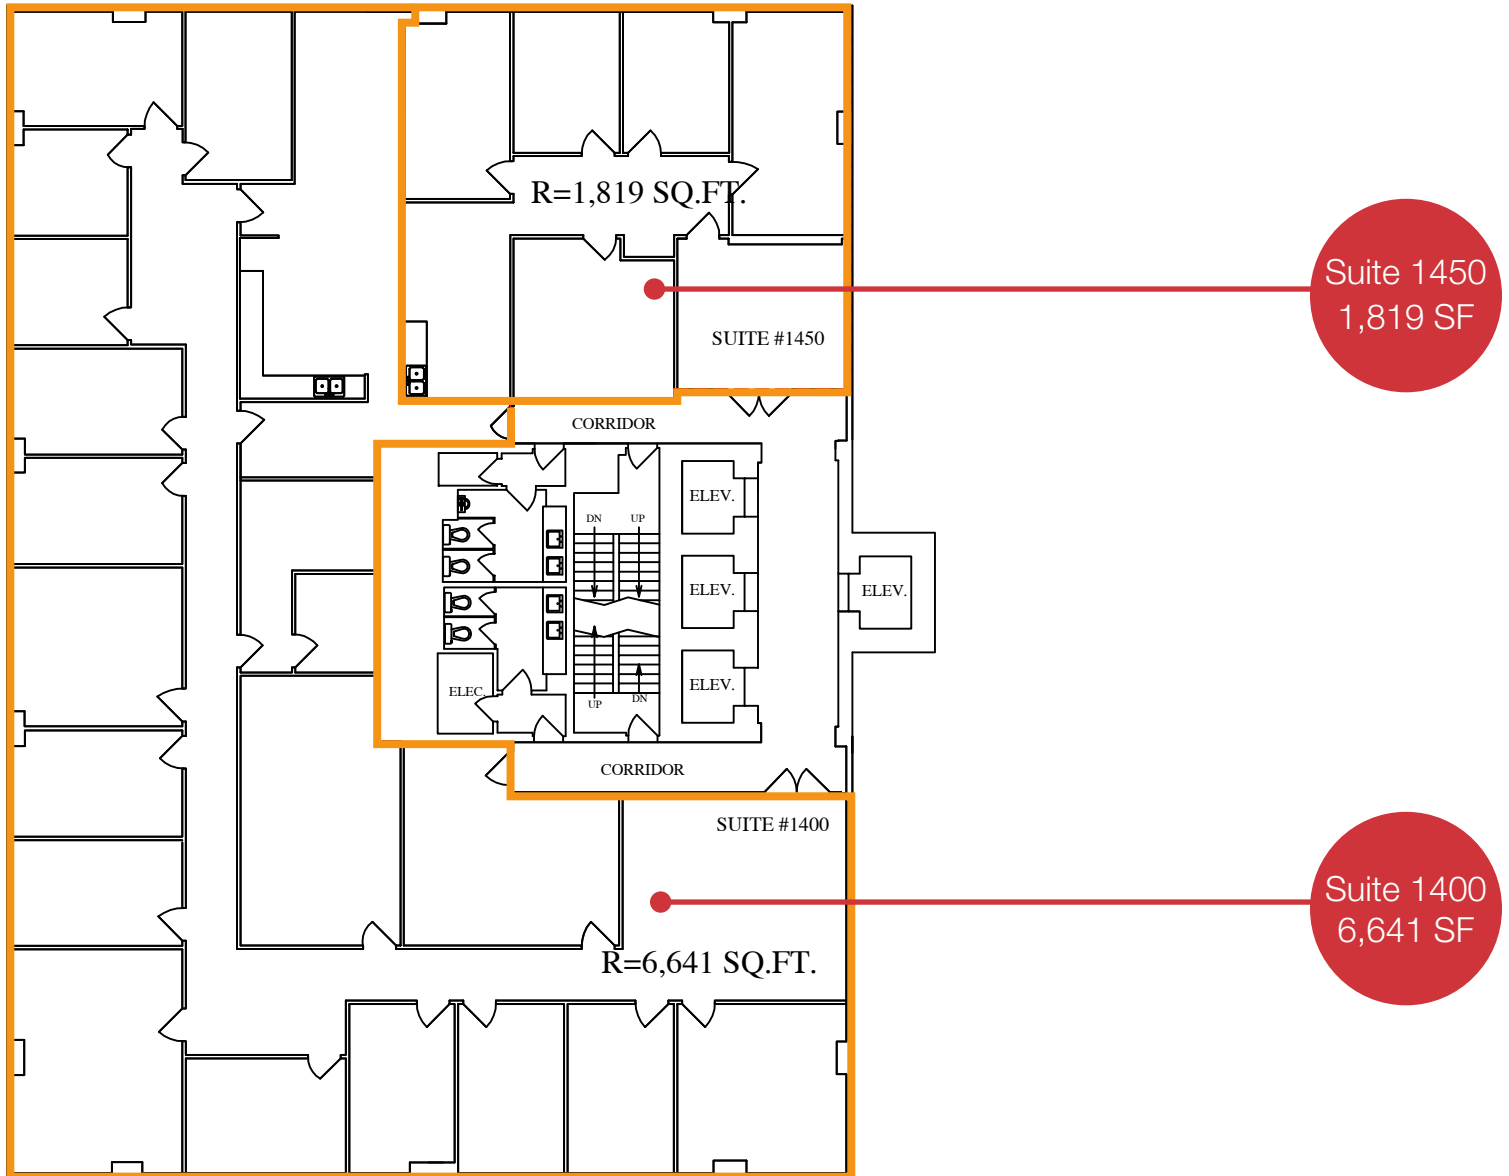 R=1,819 SQ.FT.
Suite 1450
1,819 SF
SUITE #1450
CORRIDOR
ELEV.
DN
UP
ELEV.
ELEV.
ELEV.
ELEC.
UP
DN
CORRIDOR
SUITE #1400
Suite 1400
6,641 SF
R=6,641 SQ.FT.